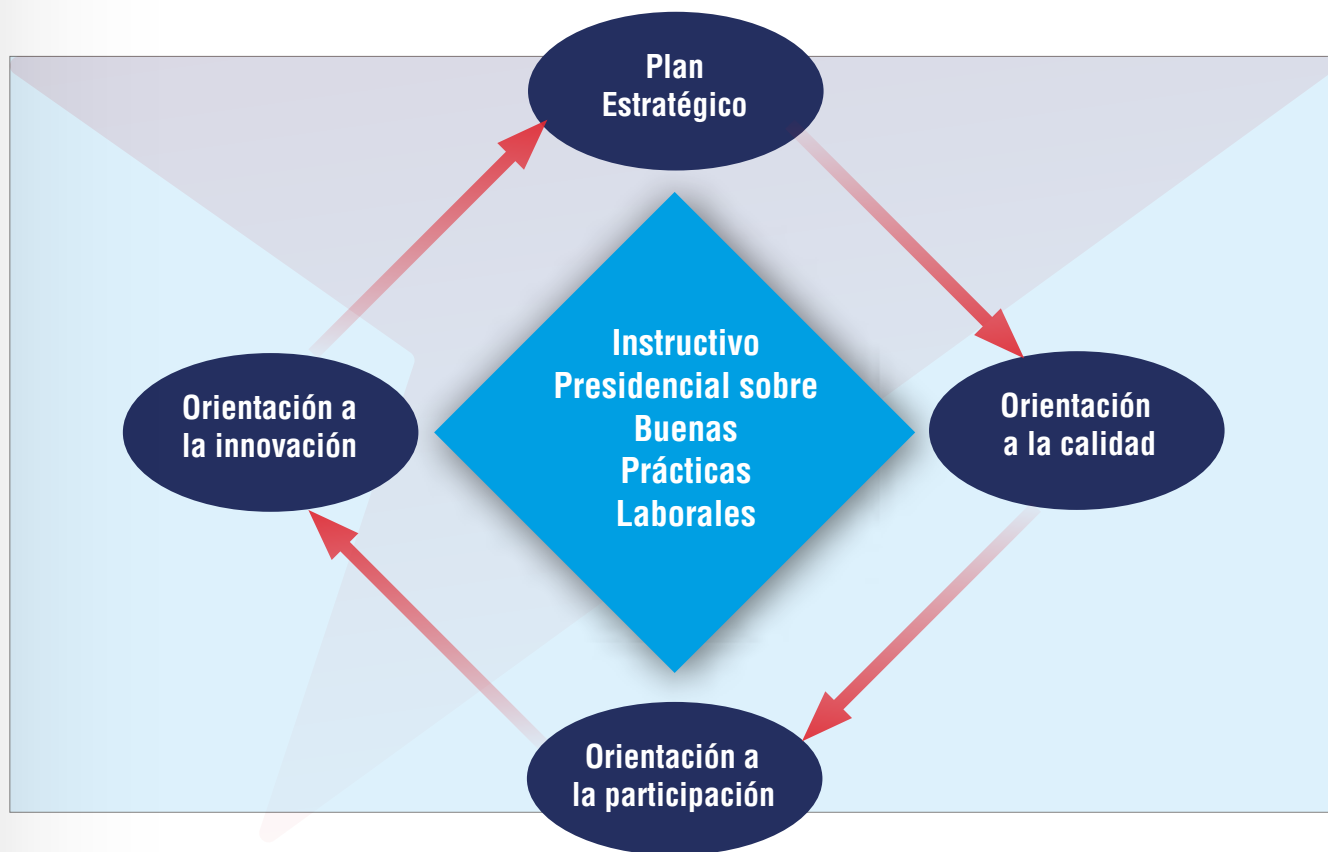 Plan
Estratégico
Instructivo
Presidencial sobre
Buenas
Prácticas
Laborales
Orientación a
la innovación
Orientación
a la calidad
Orientación a
la participación